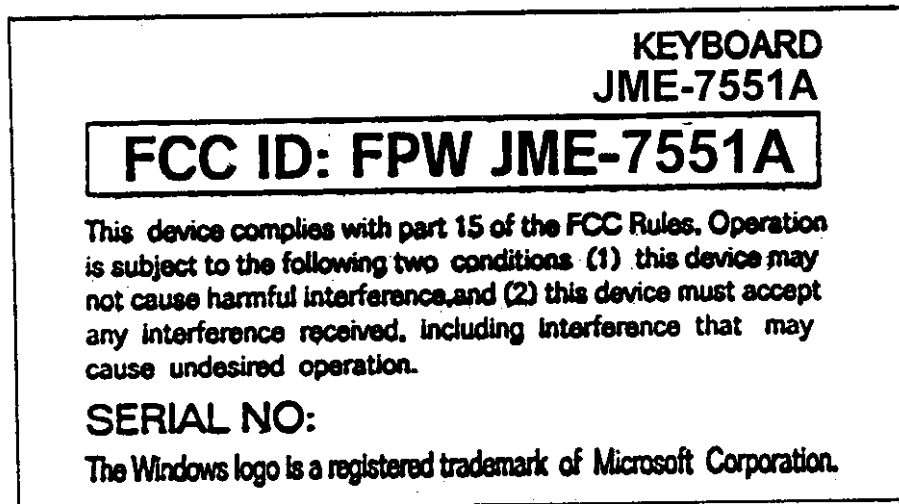 KEYBOARD
JME-7551A
FCC ID: FPW JME-7551A
This device complies with part 15 of the FCC Rules. Operation
is subject to the following two conditions (1) this device may
not cause harmful interference,and (2) this device must accept
any interference received. including interference that may
cause undesired operation.
SERIAL NO:
The Windows logo is a registered trademark of Microsoft Corporation.